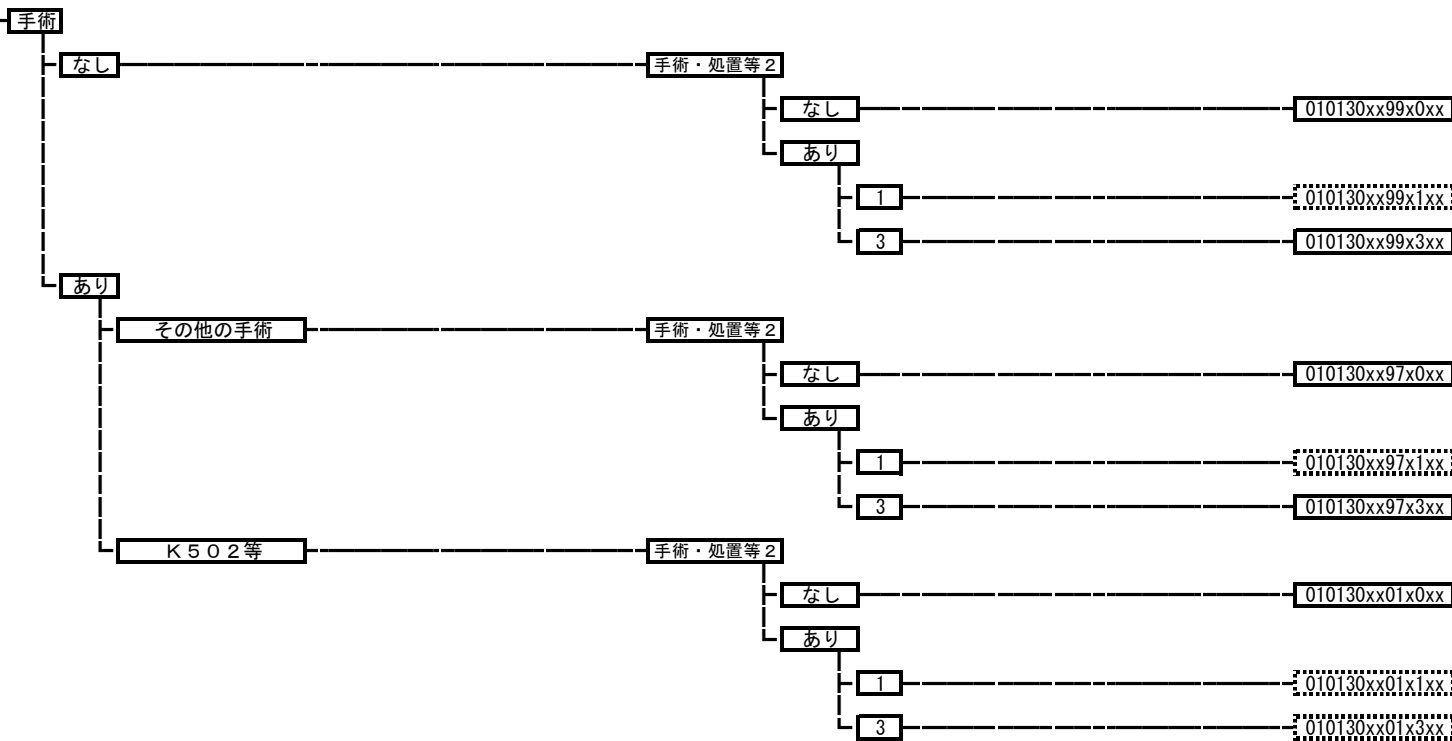 手術
なし 手術・処置等2
なし 010130xx99x0xx
あり
1 010130xx99x1xx
3 010130xx99x3xx
あり
その他の手術 手術・処置等2
なし 010130xx97x0xx
あり
1 010130xx97x1xx
3 010130xx97x3xx
K502等 手術・処置等2
なし 010130xx01x0xx
あり
1 010130xx01x1xx
3 010130xx01x3xx